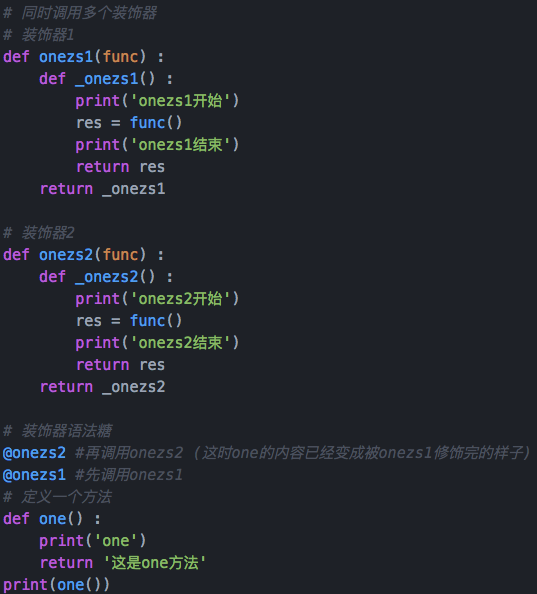 # 同时调用多个装饰器
# 装饰器1
def onezs1(func) :
    def _onezs1() :
        print('onezs1开始')
        res = func()
        print('onezs1结束')
        return res
    return _onezs1

# 装饰器2
def onezs2(func) :
    def _onezs2() :
        print('onezs2开始')
        res = func()
        print('onezs2结束')
        return res
    return _onezs2

# 装饰器语法糖
@onezs2 #再调用onezs2 (这时one的内容已经变成被onezs1修饰完的样子)
@onezs1 #先调用onezs1
# 定义一个方法
def one() :
    print('one')
    return '这是one方法'
print(one())